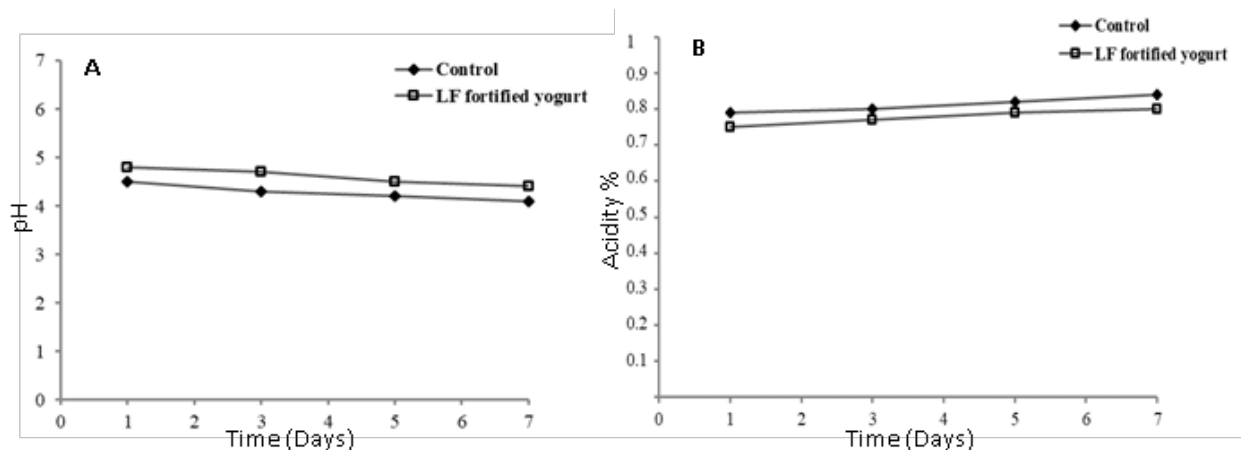 A
Control
LF fortified yogurt
7
6
5
4
3
2
1
0
pH
0 1 2 3 4 5 6 7
Time (Days)
B
Control
LF fortified yogurt
1
0.9
0.8
0.7
0.6
0.5
0.4
0.3
0.2
0.1
Acidity %
0 1 2 3 4 5 6 7
Time (Days)